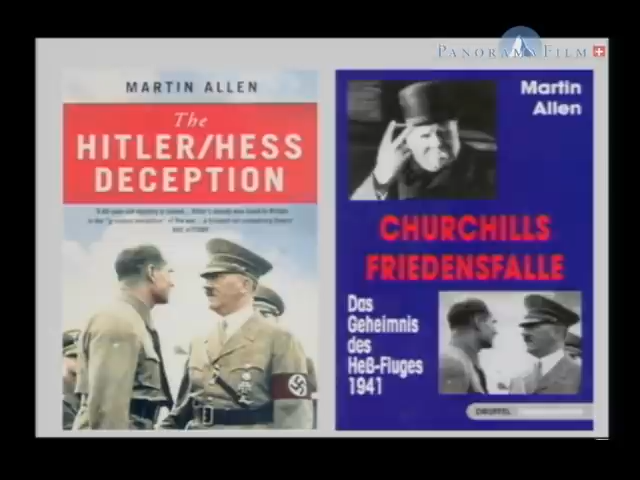 PANORAMA FILM
MARTIN ALLEN
The
HITLER/HESS
DECEPTION
Martin
Allen
CHURCHILLS
FRIEDENSFALLE
Das
Geheimnis
des
Heß-Fluges
1941
DRUFFEL